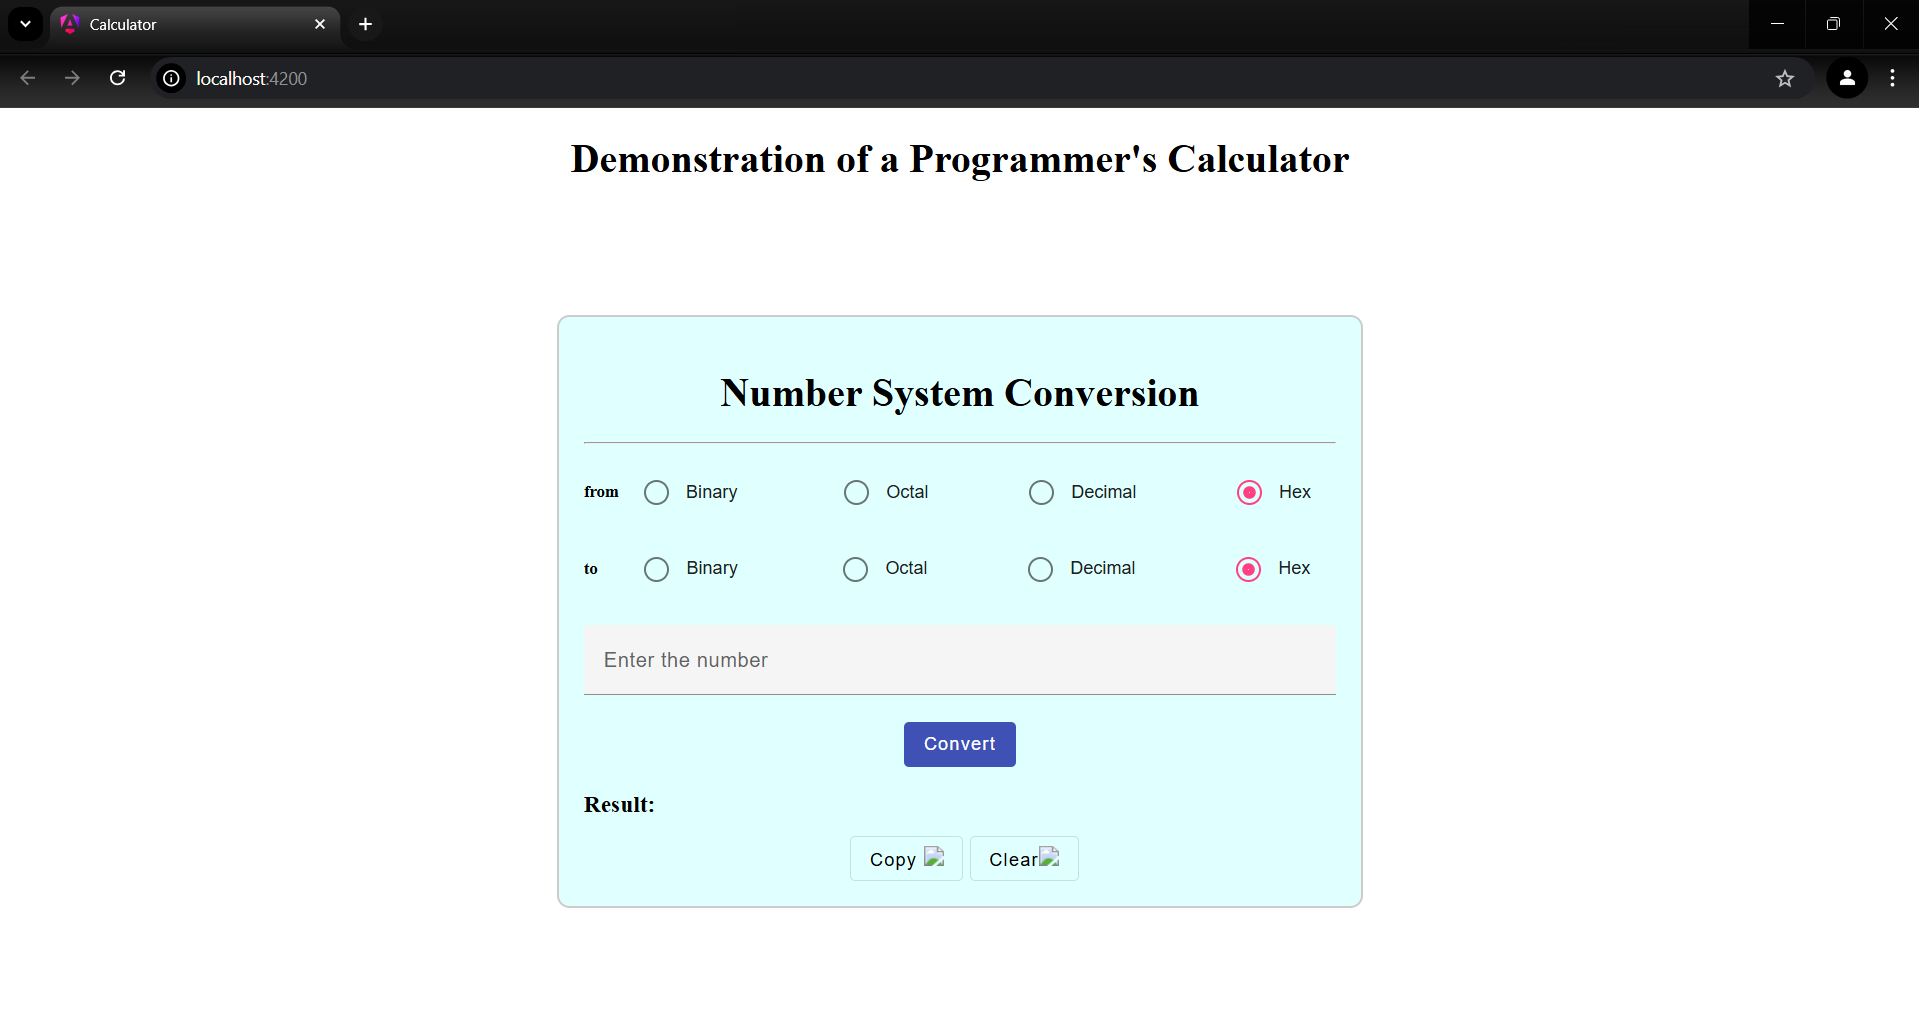 Calculator
localhost:4200
Demonstration of a Programmer's Calculator
Number System Conversion
from Binary Octal Decimal Hex
to Binary Octal Decimal Hex
Enter the number
Convert
Result:
Copy Clear